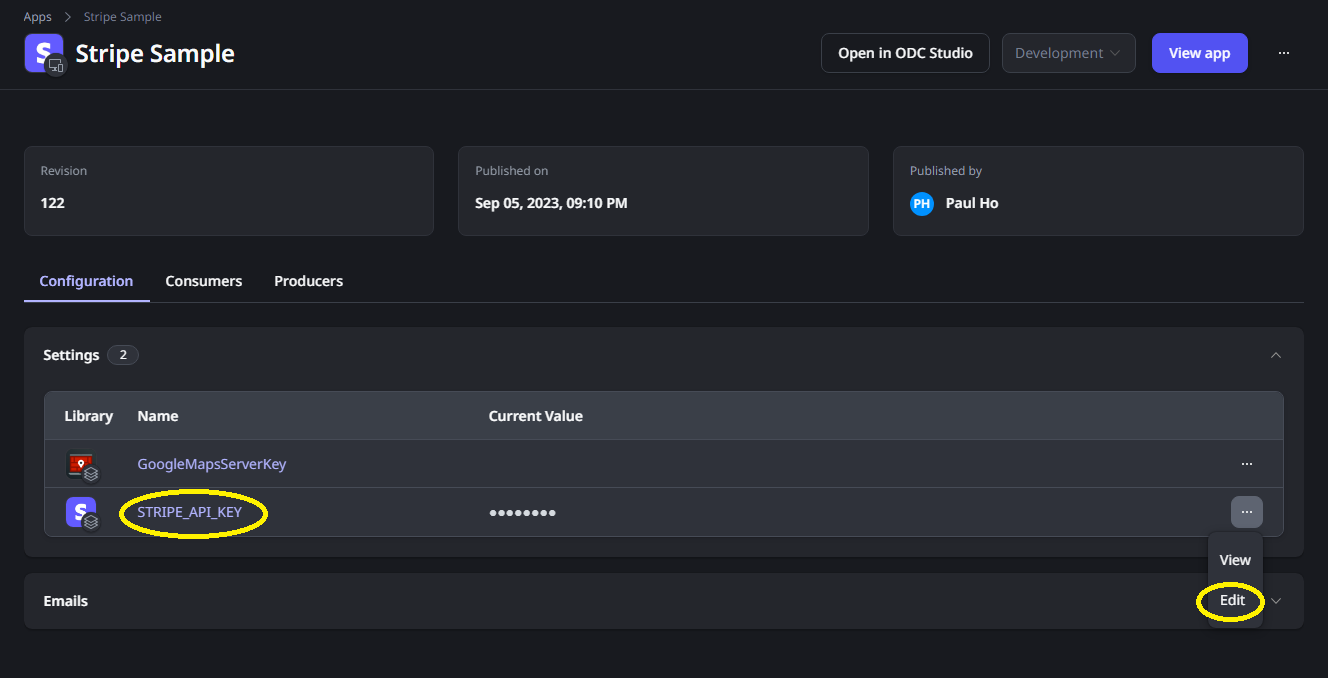 Apps > Stripe Sample
S Stripe Sample Open in ODC Studio Development View app ...
Revision Published on Published by
122 Sep 05, 2023, 09:10 PM PH Paul Ho
Configuration Consumers Producers
Settings 2
Library Name Current Value
GoogleMapsServerKey ...
S STRIPE_API_KEY •••••••• ...
View
Emails Edit